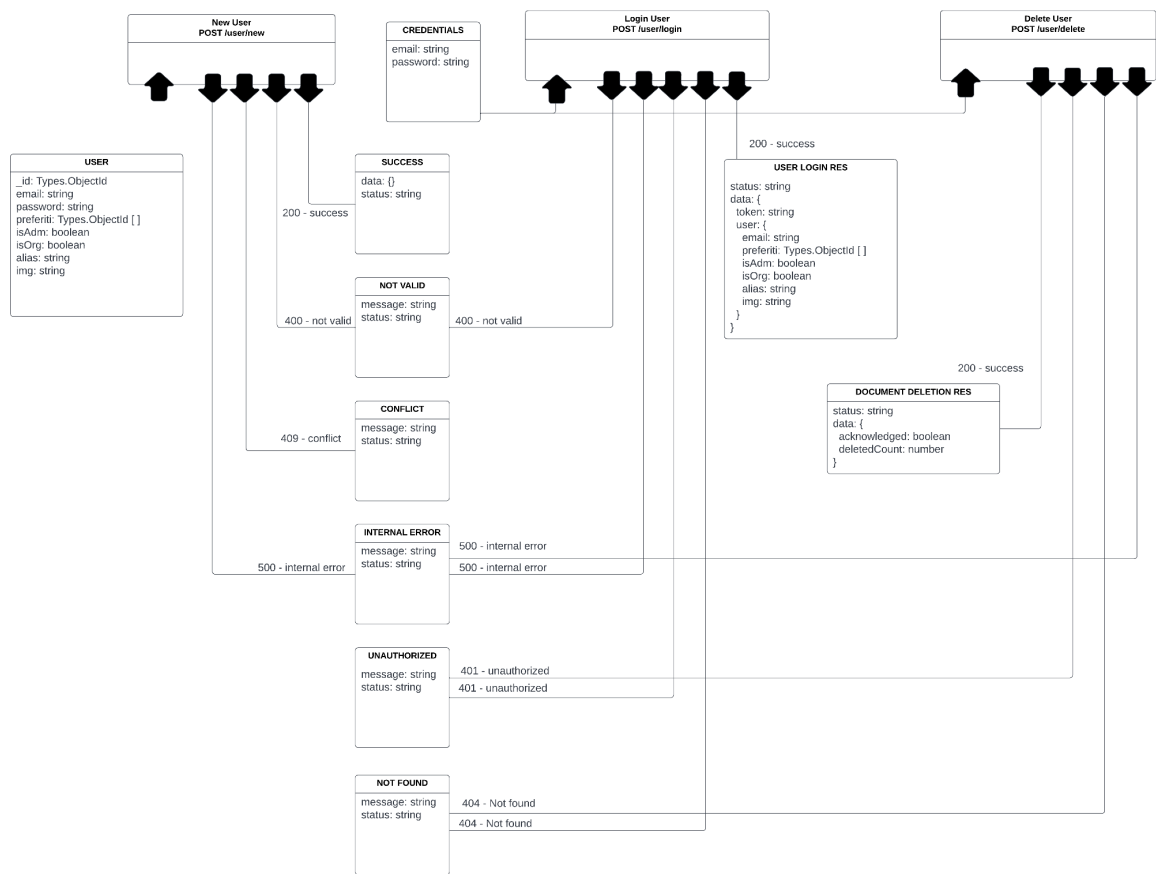 New User
POST /user/new
CREDENTIALS
email: string
password: string
Login User
POST /user/login
Delete User
POST /user/delete
USER
_id: Types.ObjectId
email: string
password: string
preferiti: Types.ObjectId [ ]
isAdm: boolean
isOrg: boolean
alias: string
img: string
SUCCESS
data: {}
status: string
200 - success
200 - success
USER LOGIN RES
status: string
data: {
token: string
user: {
email: string
preferiti: Types.ObjectId [ ]
isAdm: boolean
isOrg: boolean
alias: string
img: string
}
}
NOT VALID
message: string
status: string
400 - not valid
400 - not valid
200 - success
DOCUMENT DELETION RES
status: string
data: {
acknowledged: boolean
deletedCount: number
}
CONFLICT
message: string
status: string
409 - conflict
INTERNAL ERROR
message: string
status: string
500 - internal error
500 - internal error
500 - internal error
UNAUTHORIZED
message: string
status: string
401 - unauthorized
401 - unauthorized
NOT FOUND
message: string
status: string
404 - Not found
404 - Not found